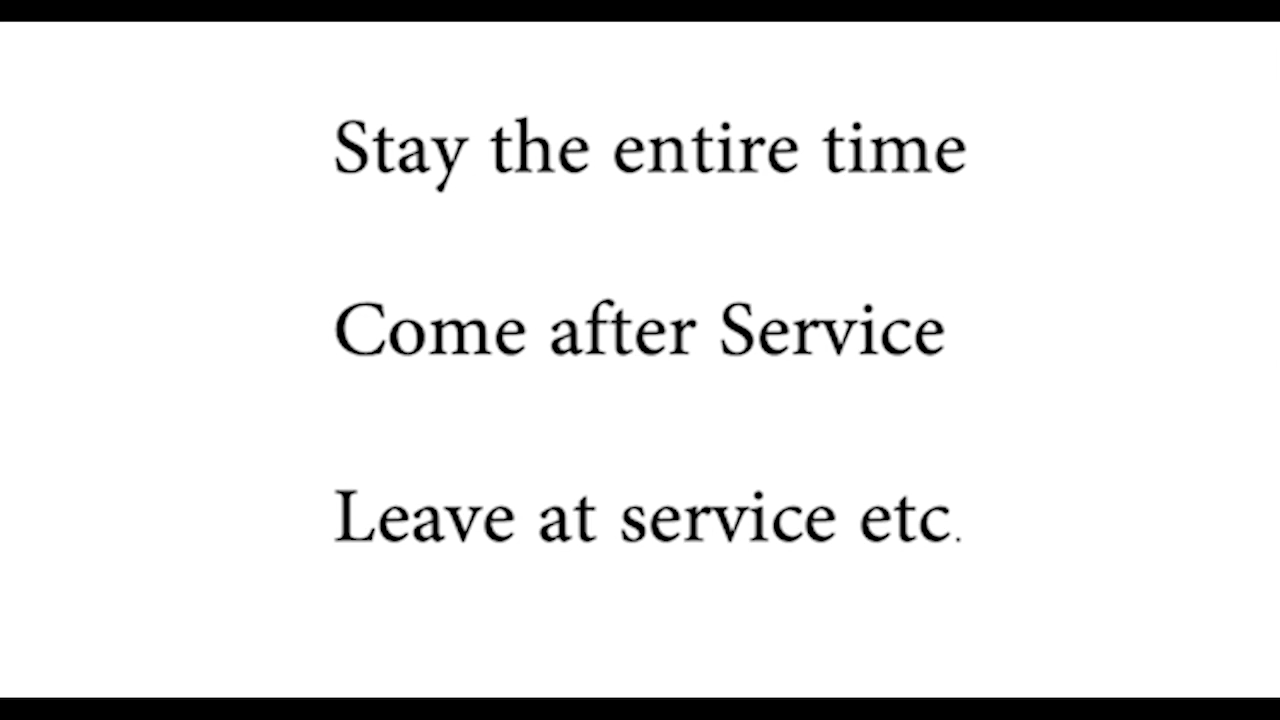 Stay the entire time
Come after Service
Leave at service etc.